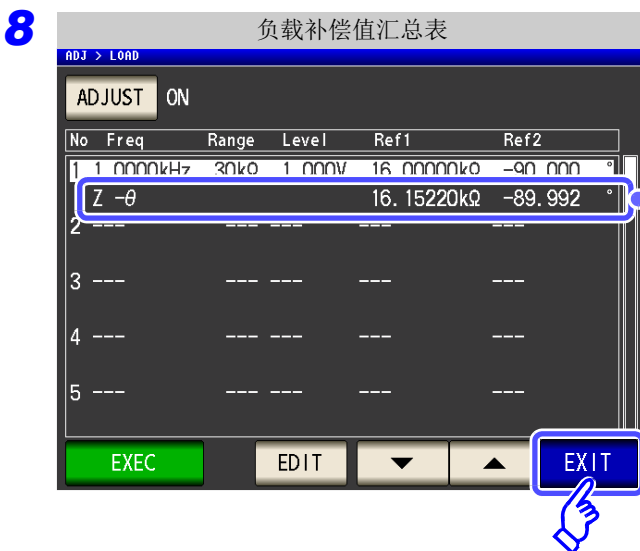 8
负载补偿值汇总表
ADJ > LOAD
ADJUST ON
No Freq Range Level Ref1 Ref2
1 1.0000kHz 30kΩ 1.000V 16.00000kΩ -90.000 °
Z -θ 16.15220kΩ -89.992 °
2 --- --- --- --- ---
3 --- --- --- --- ---
4 --- --- --- --- ---
5 --- --- --- --- ---
EXEC EDIT ▼ ▲ EXIT